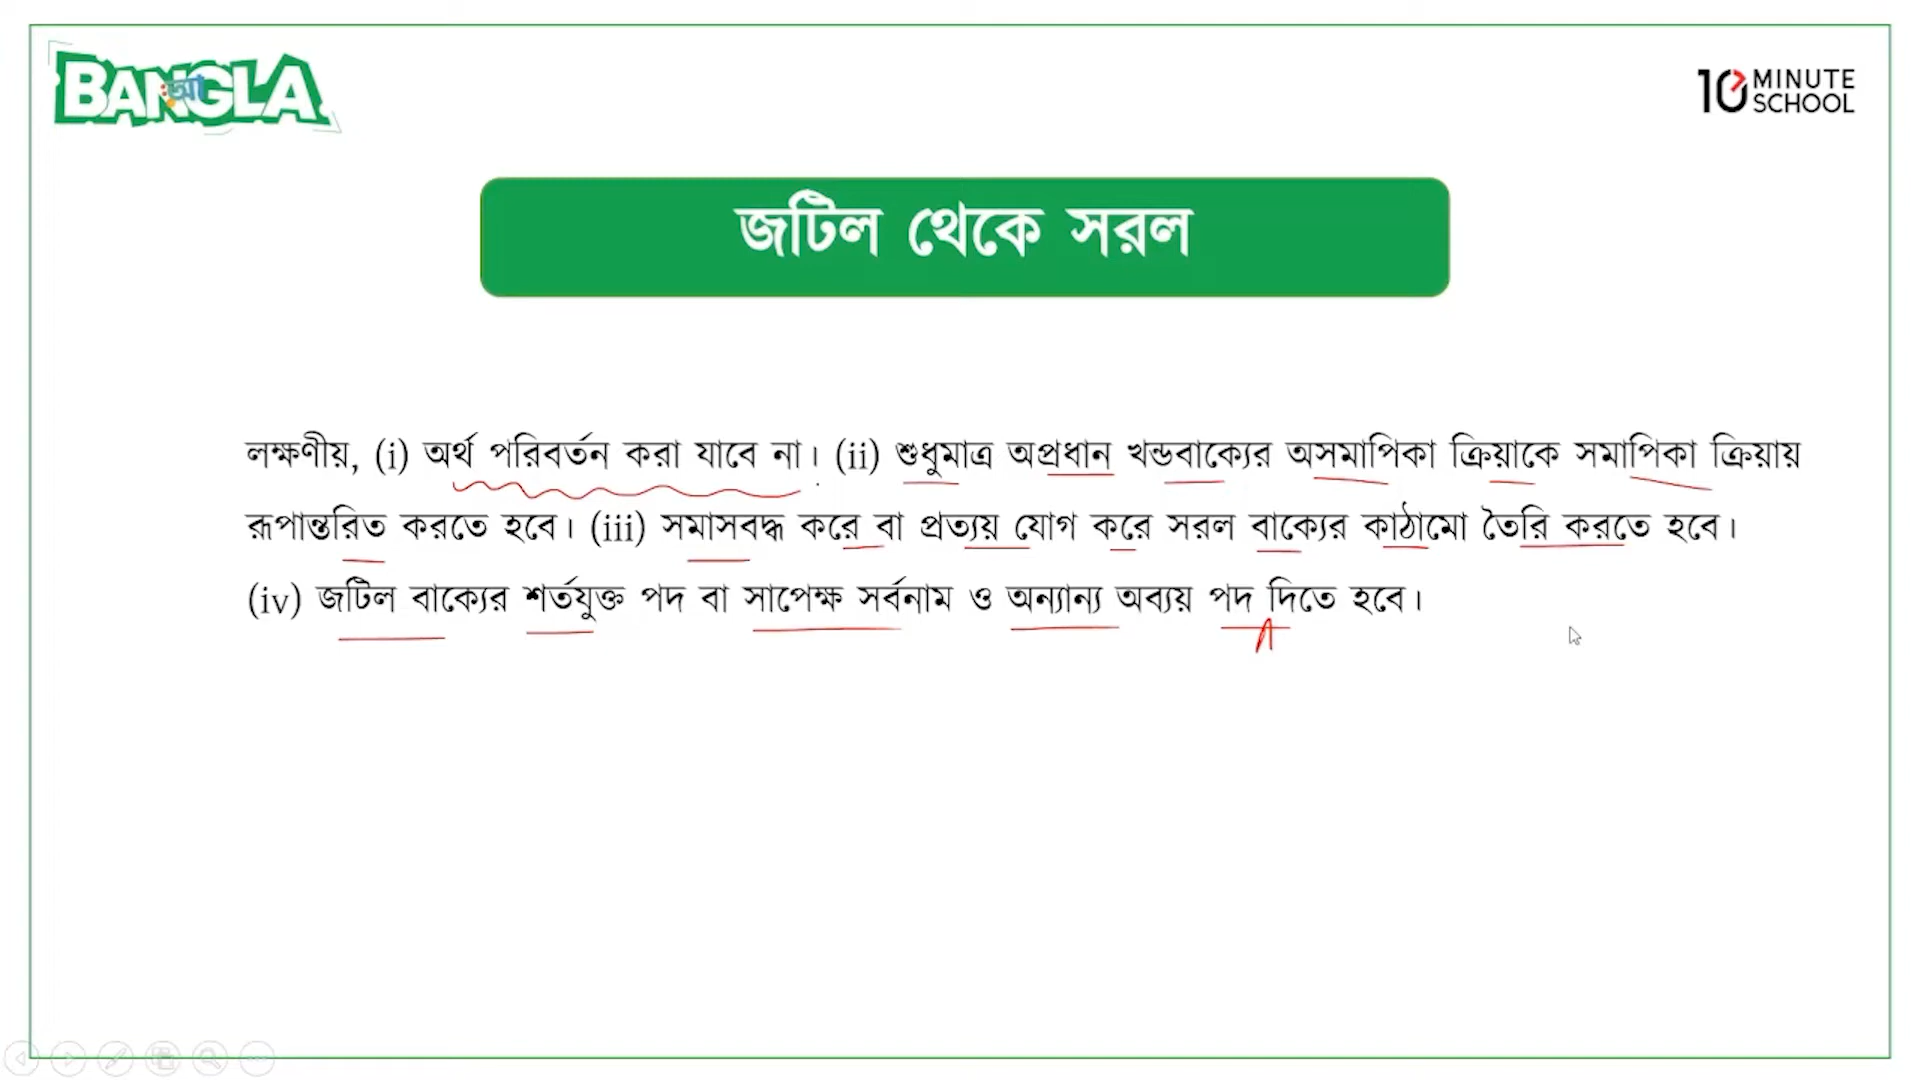 BANGLA
অা
10 MINUTE SCHOOL
জটিল থেকে সরল
লক্ষণীয়, (i) অর্থ পরিবর্তন করা যাবে না। (ii) শুধুমাত্র অপ্রধান খন্ডবাক্যের অসমাপিকা ক্রিয়াকে সমাপিকা ক্রিয়ায়
রূপান্তরিত করতে হবে। (iii) সমাসবদ্ধ করে বা প্রত্যয় যোগ করে সরল বাক্যের কাঠামো তৈরি করতে হবে।
(iv) জটিল বাক্যের শর্তযুক্ত পদ বা সাপেক্ষ সর্বনাম ও অন্যান্য অব্যয় পদ দিতে হবে।